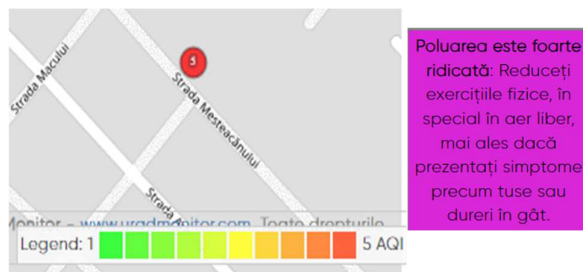 5
Strada Macului
Strada Mesteacănului
Strada
Monitor - www.uradmonitor.com Toate drepturile
Legend: 1
5 AQI
Poluarea este foarte
ridicată: Reduceți
exercițiile fizice, în
special în aer liber,
mai ales dacă
prezentați simptome
precum tuse sau
dureri în gât.